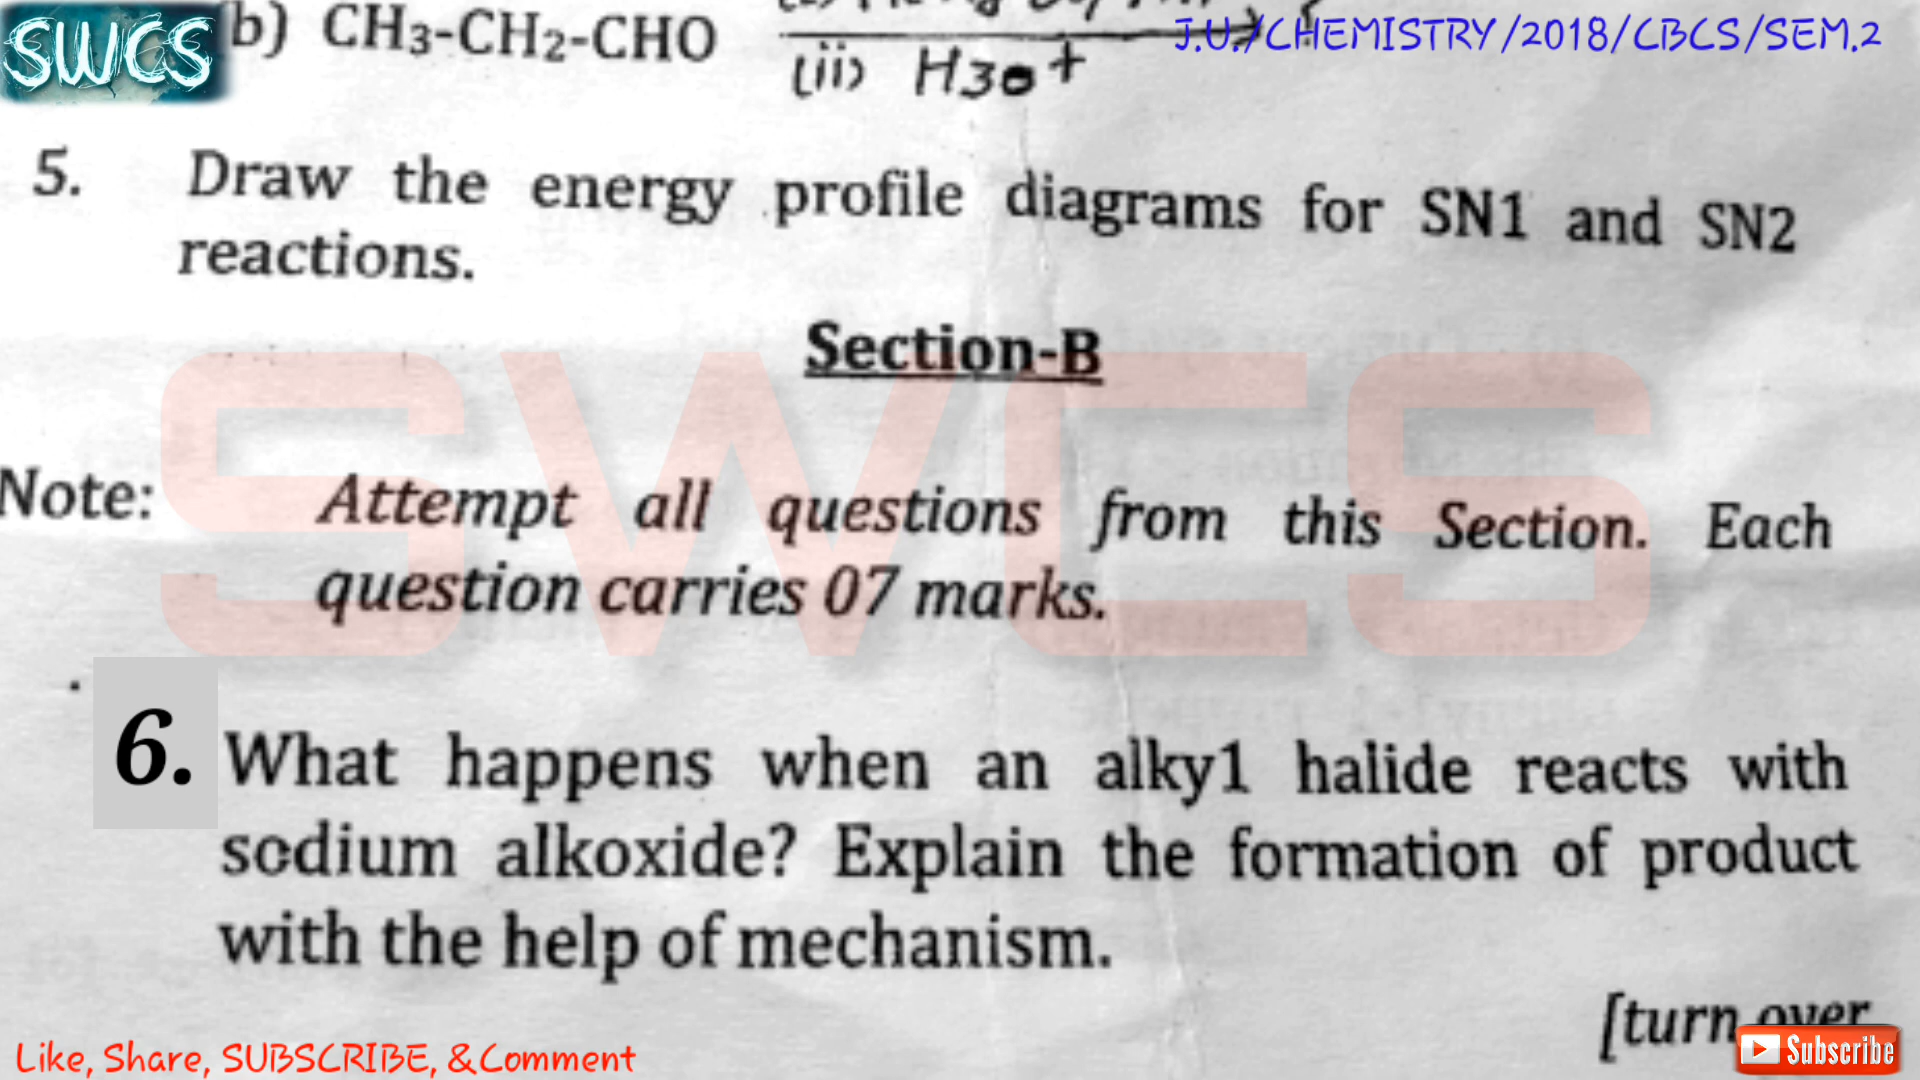 SWCS
b) CH3-CH2-CHO
J.U./CHEMISTRY/2018/CBCS/SEM.2
(ii) H3O+
5. Draw the energy profile diagrams for SN1 and SN2
reactions.
Section-B
SWCS
Note: Attempt all questions from this Section. Each
question carries 07 marks.
6. What happens when an alky1 halide reacts with
sodium alkoxide? Explain the formation of product
with the help of mechanism.
[turn over
Like, Share, SUBSCRIBE, &Comment
Subscribe